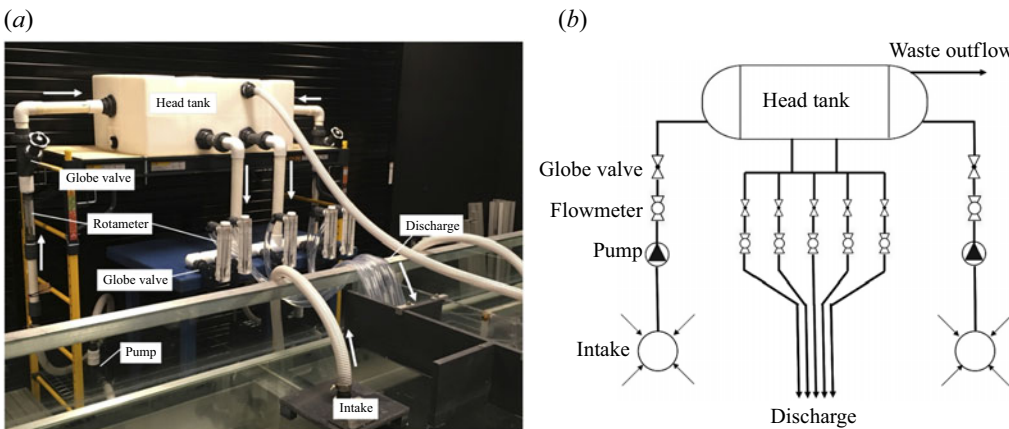 (a)
Head tank
Globe valve
Rotameter
Discharge
Globe valve
Pump
Intake
(b)
Waste outflow
Head tank
Globe valve
Flowmeter
Pump
Intake
Discharge